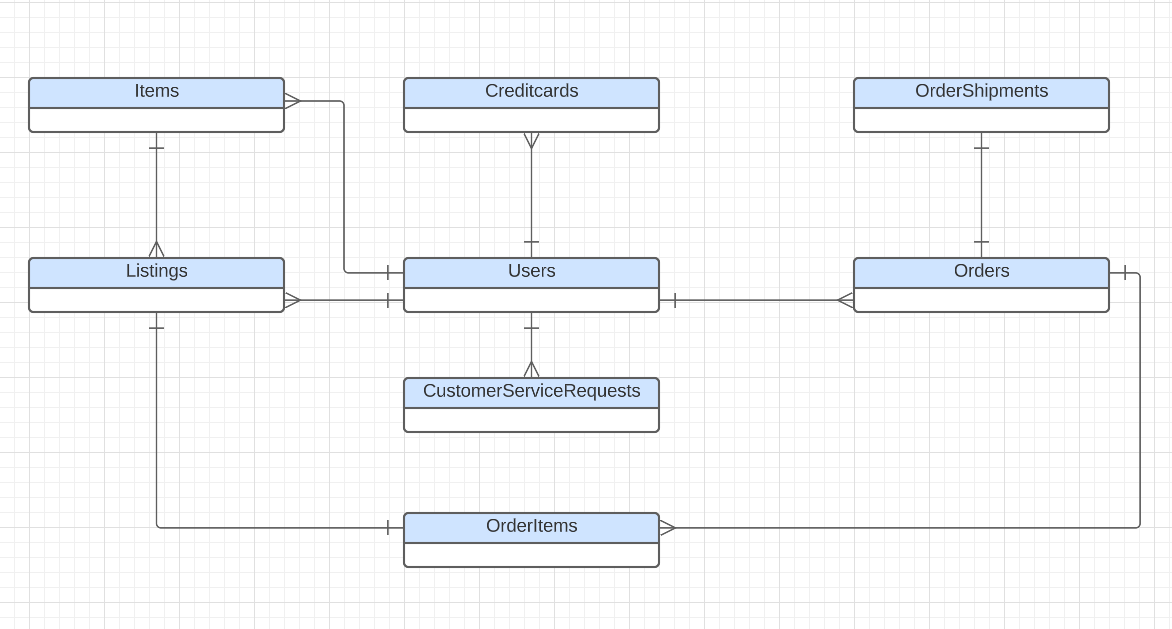 Items
Creditcards
OrderShipments
Listings
Users
Orders
CustomerServiceRequests
OrderItems